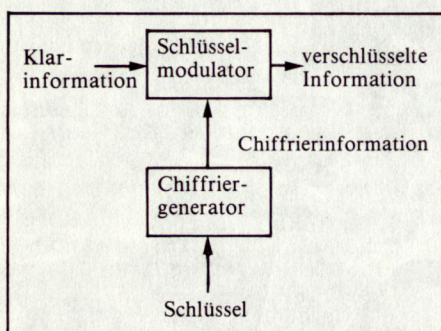 Klar-
information
Schlüssel-
modulator
verschlüsselte
Information
Chiffrierinformation
Chiffrier-
generator
Schlüssel